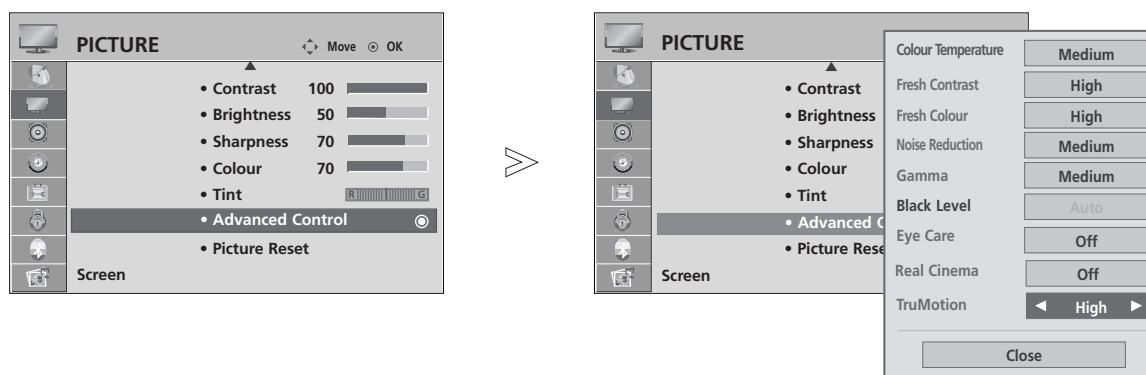 PICTURE
Move OK
• Contrast 100
• Brightness 50
• Sharpness 70
• Colour 70
• Tint R G
• Advanced Control
• Picture Reset
Screen
PICTURE
• Contrast
• Brightness
• Sharpness
• Colour
• Tint
• Advanced C
• Picture Rese
Screen
Colour Temperature Medium
Fresh Contrast High
Fresh Colour High
Noise Reduction Medium
Gamma Medium
Black Level Auto
Eye Care Off
Real Cinema Off
TruMotion High
Close